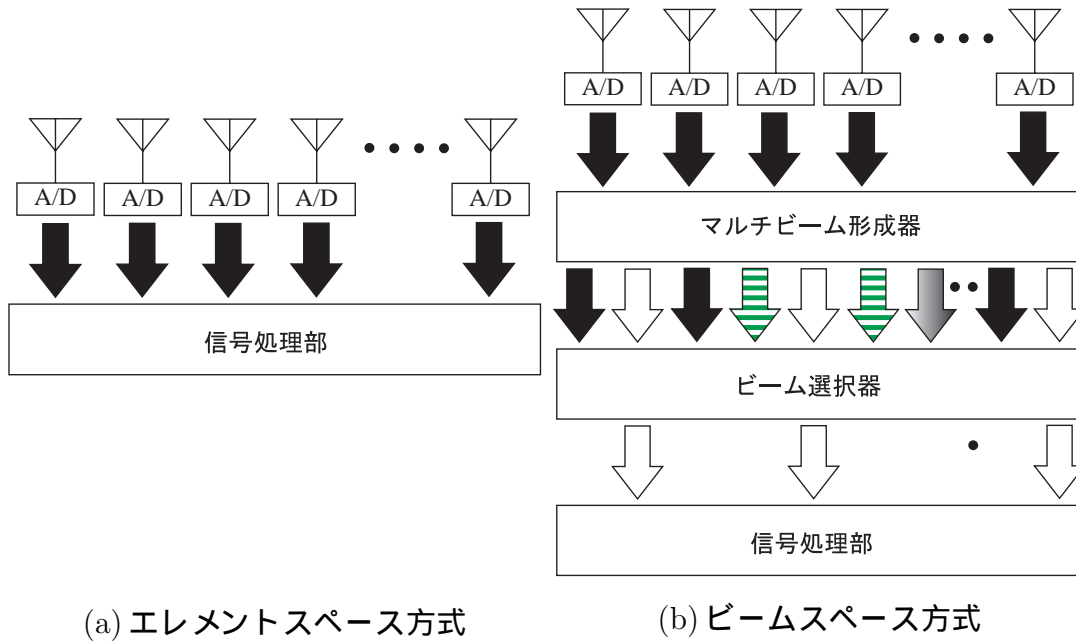 A/D A/D A/D A/D A/D
信号処理部
(a) エレメントスペース方式
A/D A/D A/D A/D A/D
マルチビーム形成器
ビーム選択器
信号処理部
(b) ビームスペース方式